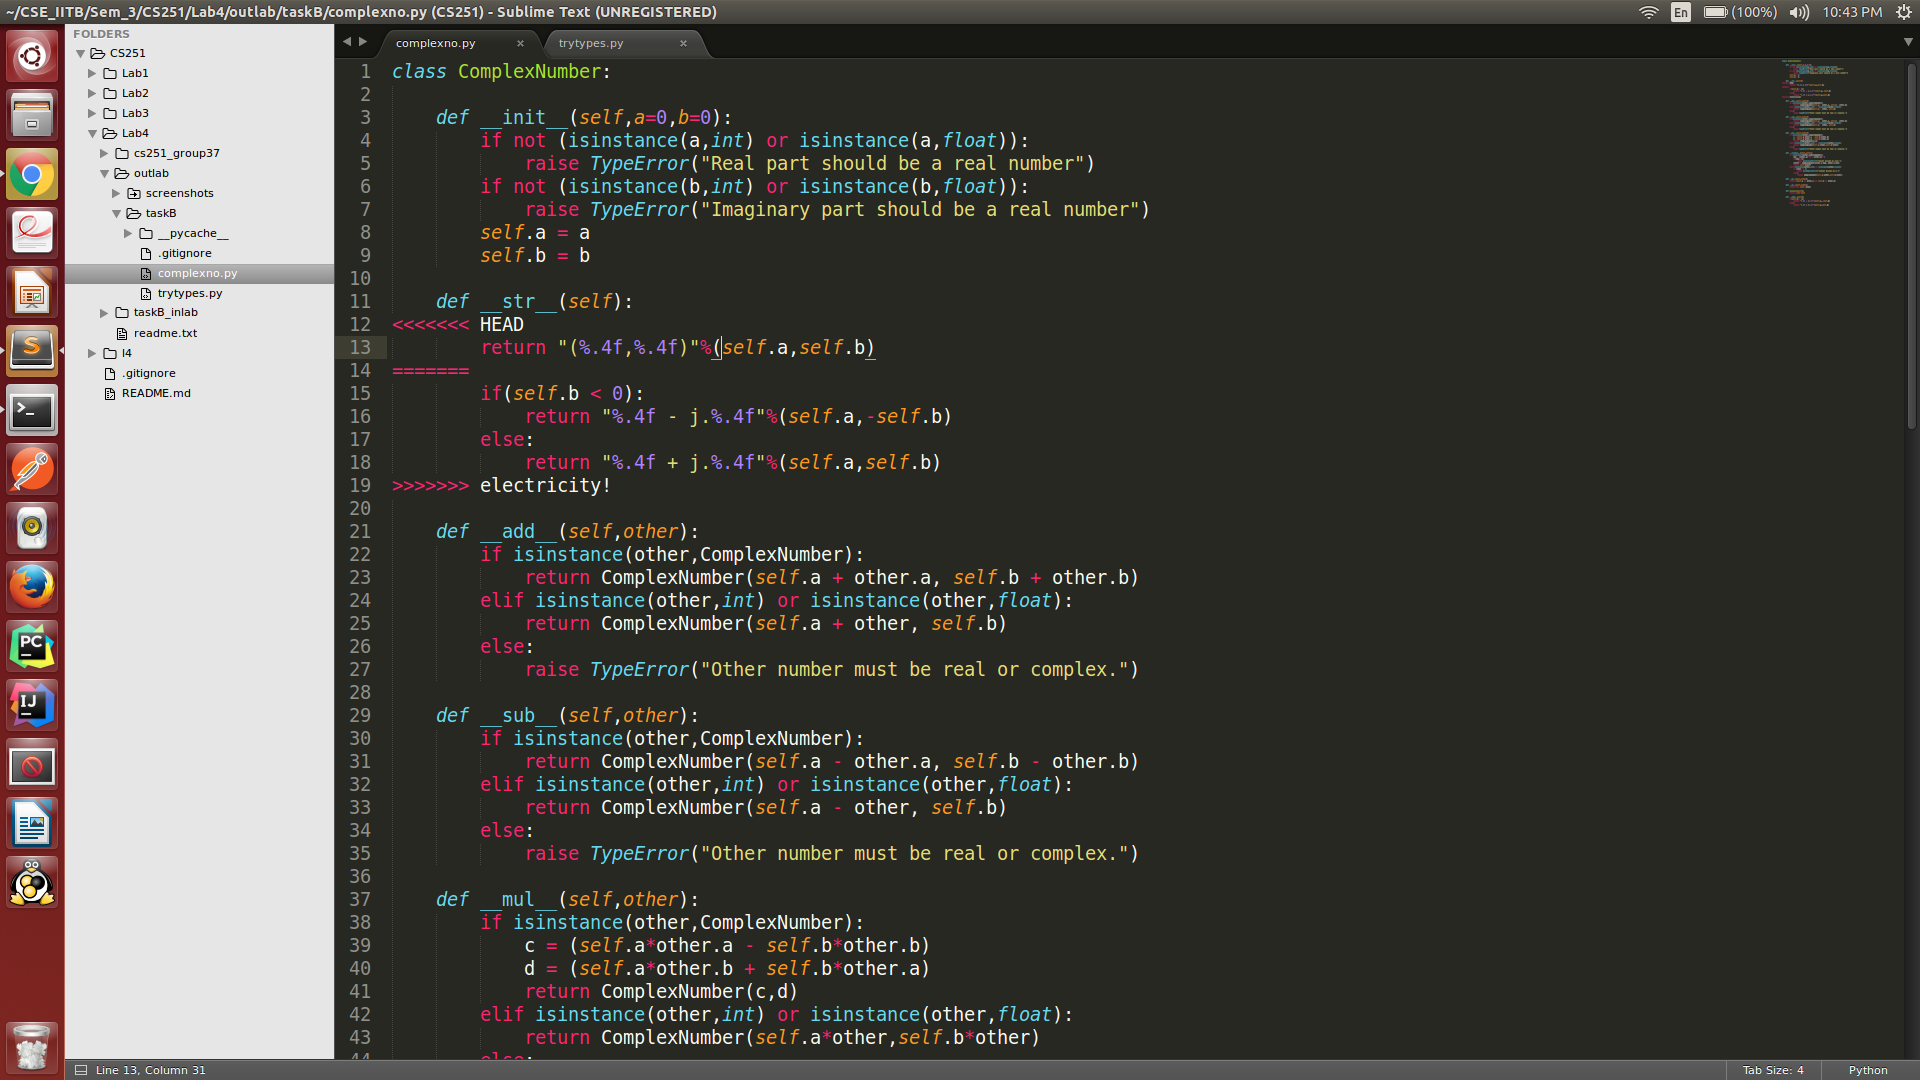 ~/CSE_IITB/Sem_3/CS251/Lab4/outlab/taskB/complexno.py (CS251) - Sublime Text (UNREGISTERED)
En
(100%)
10:43 PM
FOLDERS
CS251
Lab1
Lab2
Lab3
Lab4
cs251_group37
outlab
screenshots
taskB
__pycache__
.gitignore
complexno.py
trytypes.py
taskB_inlab
readme.txt
l4
.gitignore
README.md
complexno.py
trytypes.py
1 class ComplexNumber:
2
3     def __init__(self,a=0,b=0):
4         if not (isinstance(a,int) or isinstance(a,float)):
5             raise TypeError("Real part should be a real number")
6         if not (isinstance(b,int) or isinstance(b,float)):
7             raise TypeError("Imaginary part should be a real number")
8         self.a = a
9         self.b = b
10
11     def __str__(self):
12 <<<<<<< HEAD
13         return "(%.4f,%.4f)"%(self.a,self.b)
14 =======
15         if(self.b < 0):
16             return "%.4f - j.%.4f"%(self.a,-self.b)
17         else:
18             return "%.4f + j.%.4f"%(self.a,self.b)
19 >>>>>>> electricity!
20
21     def __add__(self,other):
22         if isinstance(other,ComplexNumber):
23             return ComplexNumber(self.a + other.a, self.b + other.b)
24         elif isinstance(other,int) or isinstance(other,float):
25             return ComplexNumber(self.a + other, self.b)
26         else:
27             raise TypeError("Other number must be real or complex.")
28
29     def __sub__(self,other):
30         if isinstance(other,ComplexNumber):
31             return ComplexNumber(self.a - other.a, self.b - other.b)
32         elif isinstance(other,int) or isinstance(other,float):
33             return ComplexNumber(self.a - other, self.b)
34         else:
35             raise TypeError("Other number must be real or complex.")
36
37     def __mul__(self,other):
38         if isinstance(other,ComplexNumber):
39             c = (self.a*other.a - self.b*other.b)
40             d = (self.a*other.b + self.b*other.a)
41             return ComplexNumber(c,d)
42         elif isinstance(other,int) or isinstance(other,float):
43             return ComplexNumber(self.a*other,self.b*other)
44         else:
PC
IJ
Line 13, Column 31
Tab Size: 4
Python